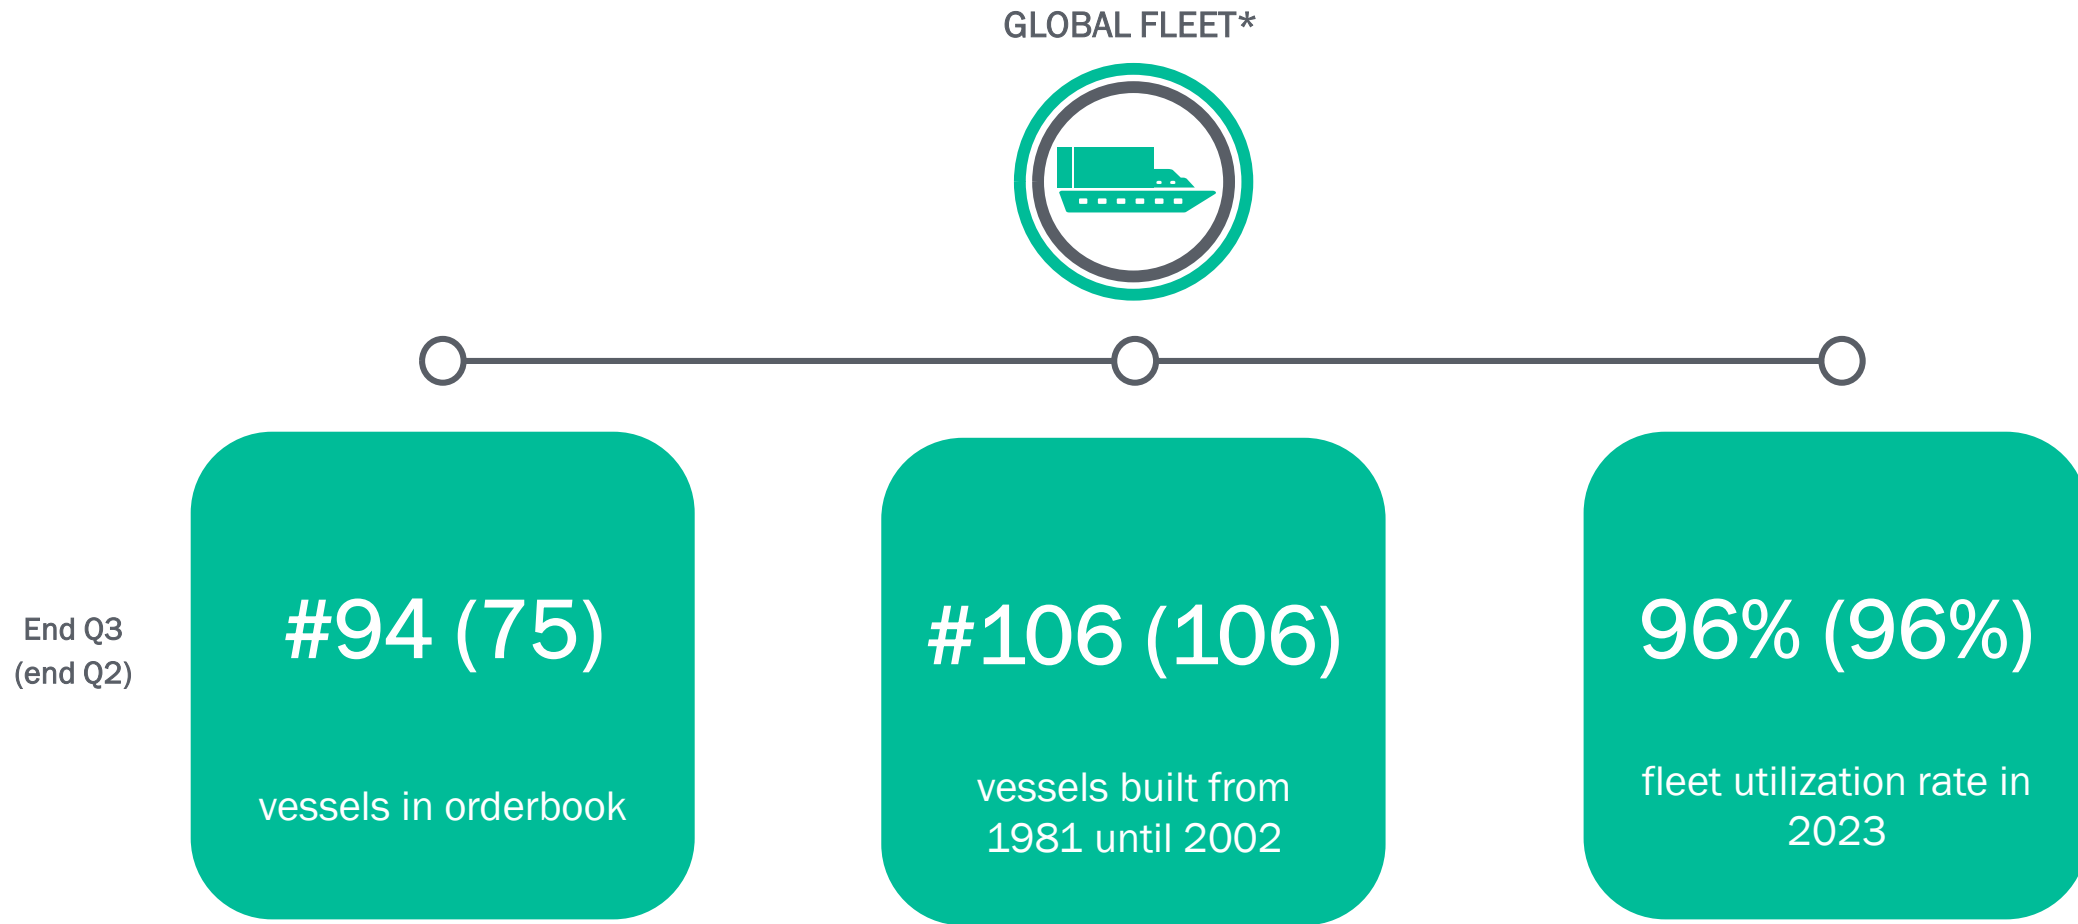 GLOBAL FLEET*
End Q3
(end Q2)
#94 (75)
vessels in orderbook
#106 (106)
vessels built from
1981 until 2002
96% (96%)
fleet utilization rate in
2023